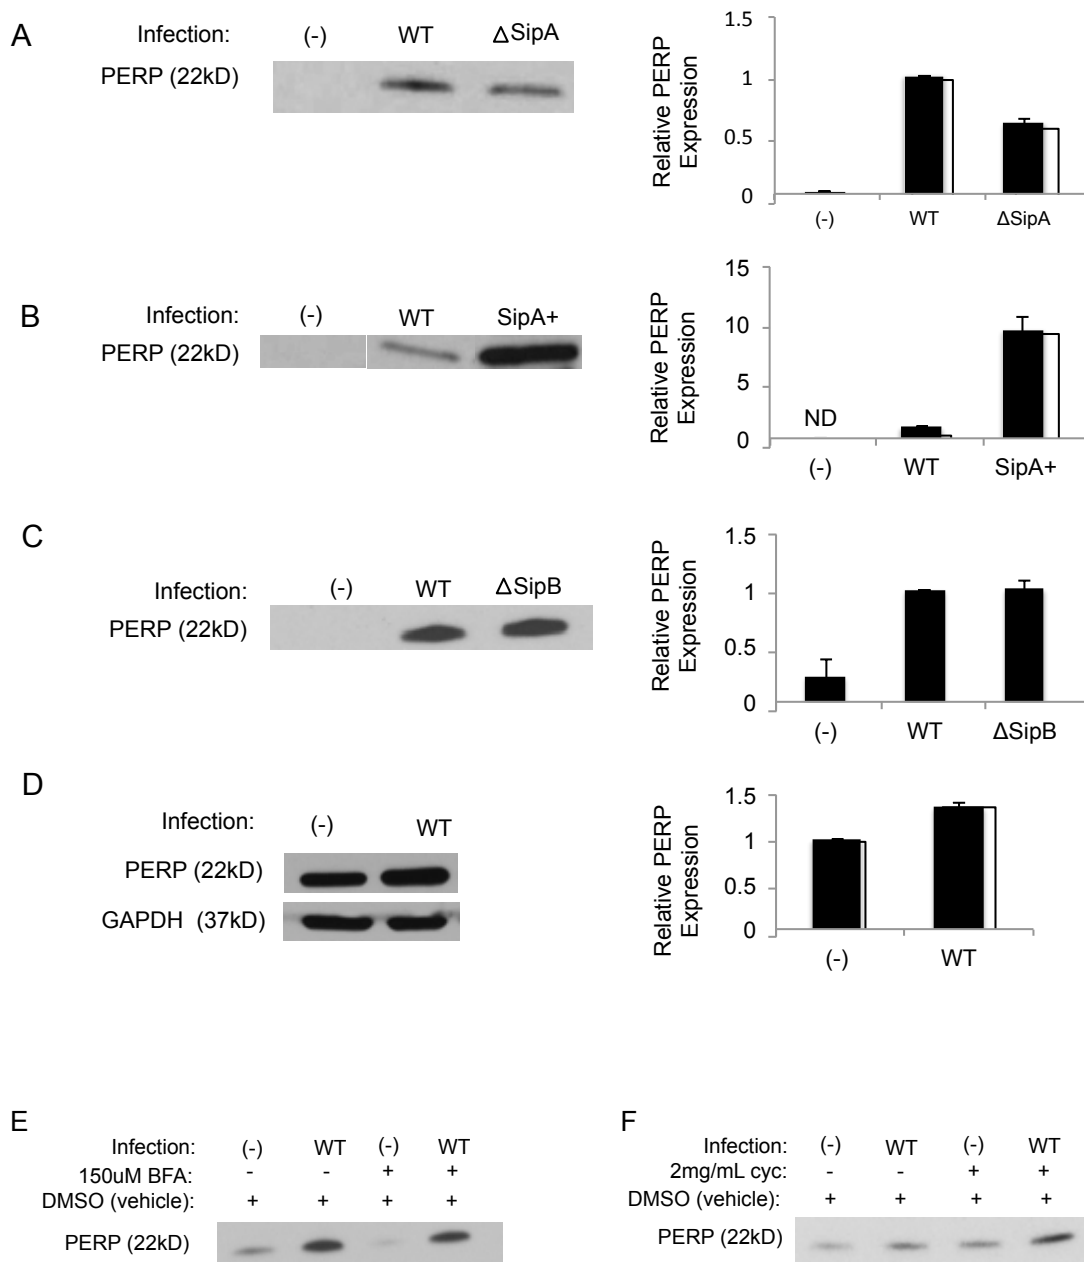 A
Infection: (-) WT ΔSipA
PERP (22kD)
Relative PERP Expression
1.5
1
0.5
0
(-) WT ΔSipA
B
Infection: (-) WT SipA+
PERP (22kD)
Relative PERP Expression
15
10
5
0
ND
(-) WT SipA+
C
Infection: (-) WT ΔSipB
PERP (22kD)
Relative PERP Expression
1.5
1
0.5
0
(-) WT ΔSipB
D
Infection: (-) WT
PERP (22kD)
GAPDH (37kD)
Relative PERP Expression
1.5
1
0.5
0
(-) WT
E
Infection: (-) WT (-) WT
150uM BFA: - - + +
DMSO (vehicle): + + + +
PERP (22kD)
F
Infection: (-) WT (-) WT
2mg/mL cyc: - - + +
DMSO (vehicle): + + + +
PERP (22kD)